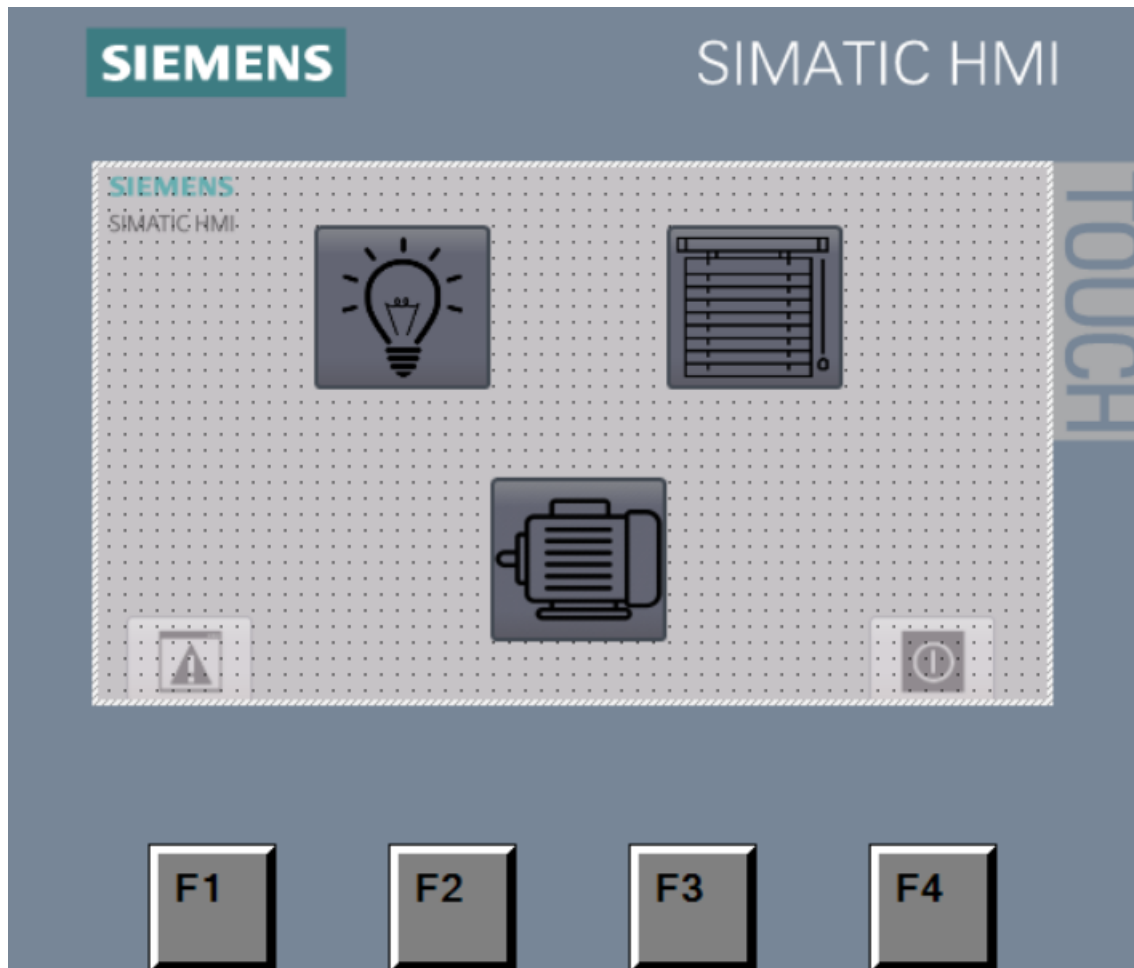 SIEMENS
SIMATIC HMI
SIEMENS
SIMATIC HMI
TOUCH
F1
F2
F3
F4